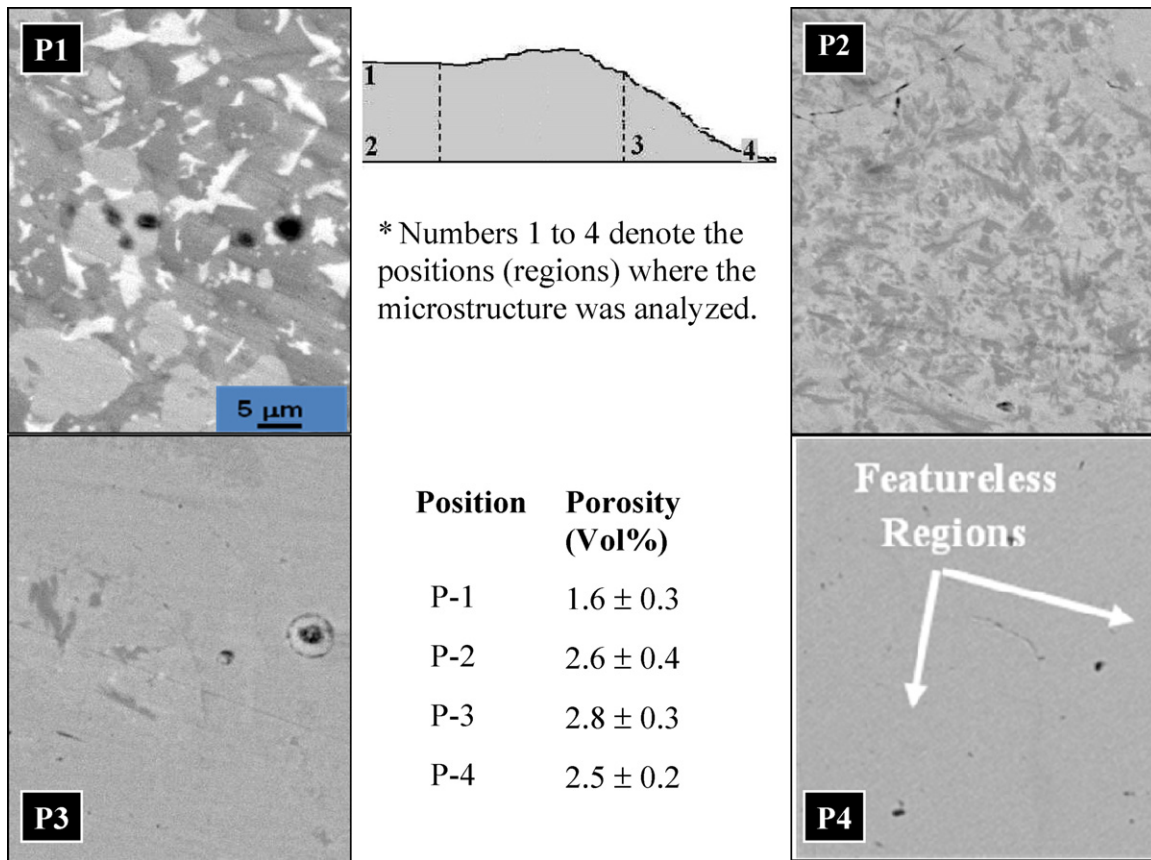 P1
1
2
3
4
* Numbers 1 to 4 denote the
positions (regions) where the
microstructure was analyzed.
5 μm
P2
Position Porosity
(Vol%)
P-1 1.6 ± 0.3
P-2 2.6 ± 0.4
P-3 2.8 ± 0.3
P-4 2.5 ± 0.2
P3
Featureless
Regions
P4